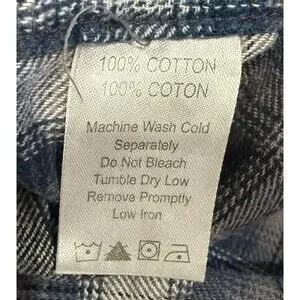 100% COTTON
100% COTON
Machine Wash Cold
Separately
Do Not Bleach
Tumble Dry Low
Remove Promptly
Low Iron